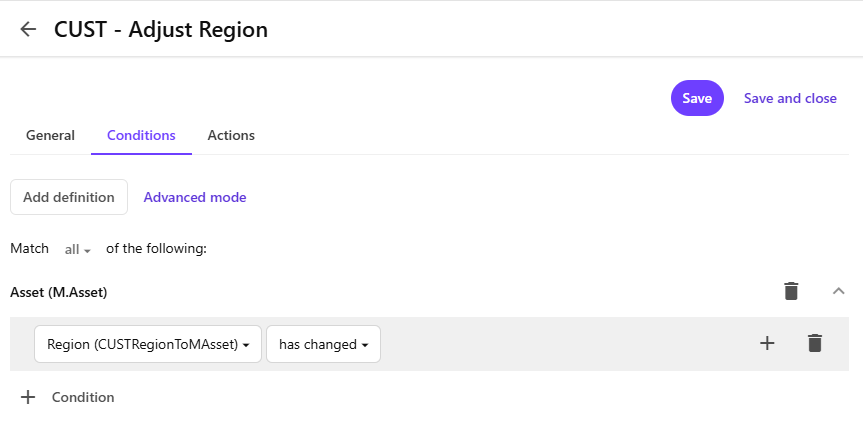 CUST - Adjust Region
Save Save and close
General Conditions Actions
Add definition Advanced mode
Match all of the following:
Asset (M.Asset)
Region (CUSTRegionToMAsset) has changed
Condition